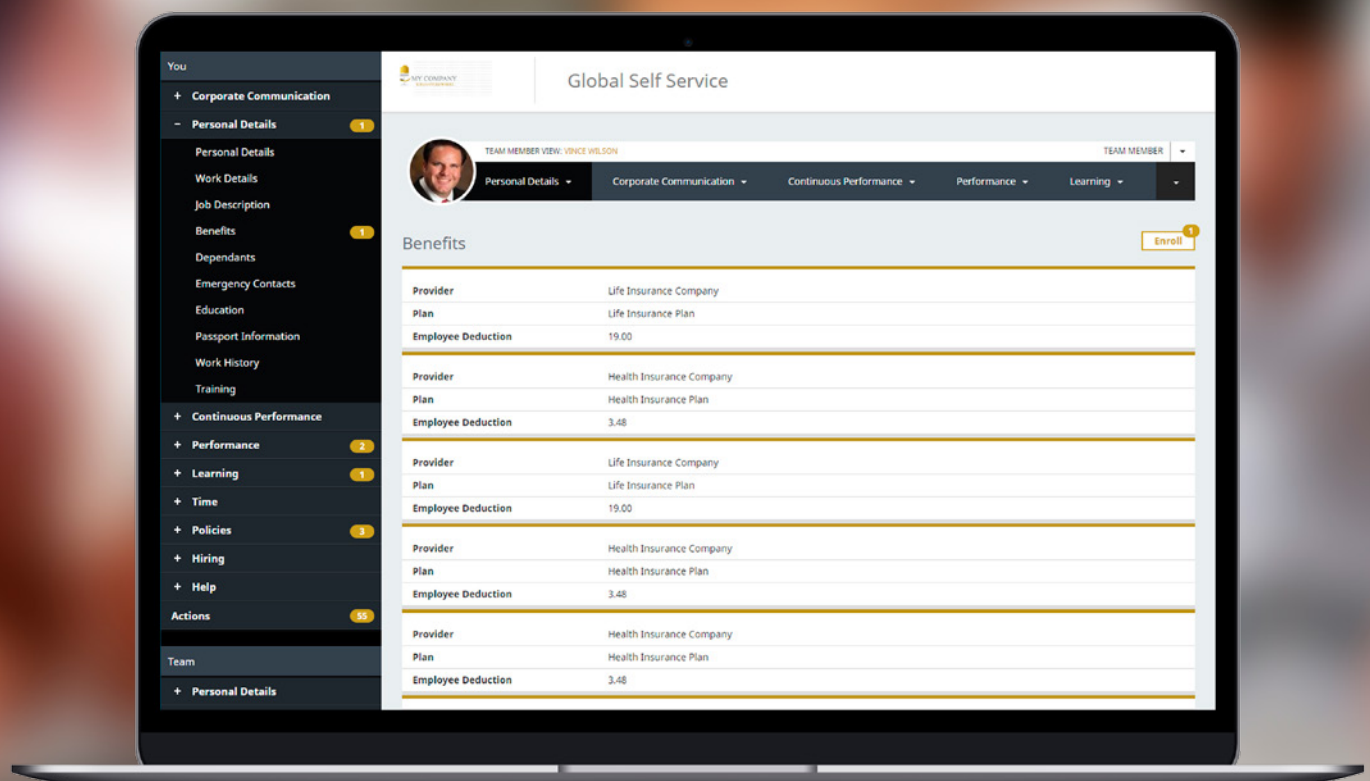 You
+ Corporate Communication
− Personal Details 1
Personal Details
Work Details
Job Description
Benefits 1
Dependants
Emergency Contacts
Education
Passport Information
Work History
Training
+ Continuous Performance
+ Performance 2
+ Learning 1
+ Time
+ Policies 3
+ Hiring
+ Help
Actions 55
Team
+ Personal Details
MY COMPANY
Global Self Service
TEAM MEMBER VIEW: VINCE WILSON TEAM MEMBER
Personal Details Corporate Communication Continuous Performance Performance Learning
Benefits Enroll 1
Provider Life Insurance Company
Plan Life Insurance Plan
Employee Deduction 19.00
Provider Health Insurance Company
Plan Health Insurance Plan
Employee Deduction 3.48
Provider Life Insurance Company
Plan Life Insurance Plan
Employee Deduction 19.00
Provider Health Insurance Company
Plan Health Insurance Plan
Employee Deduction 3.48
Provider Health Insurance Company
Plan Health Insurance Plan
Employee Deduction 3.48